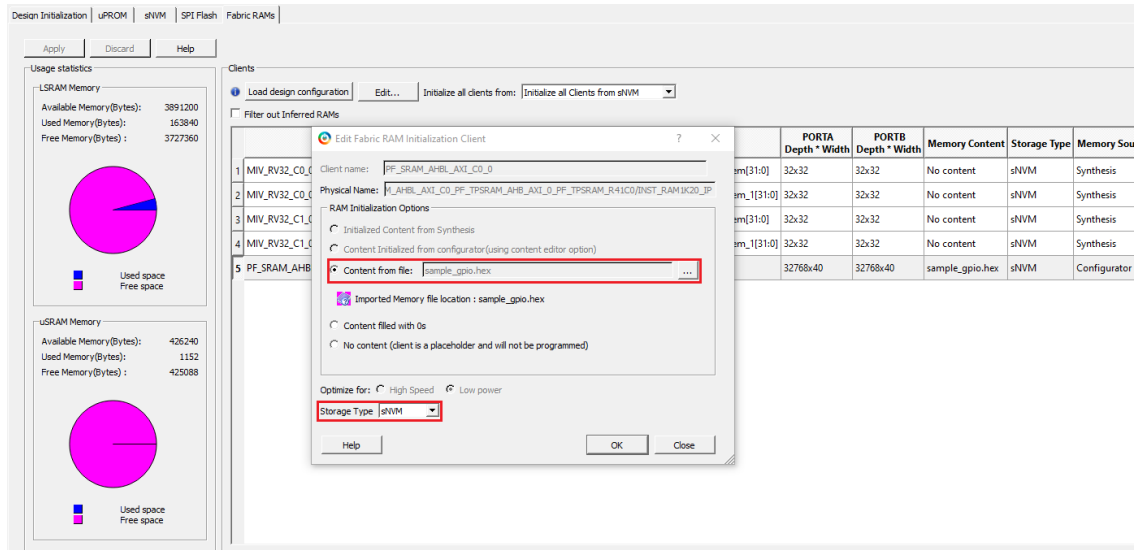 Design Initialization uPROM sNVM SPI Flash Fabric RAMs
Apply Discard Help
Usage statistics
LSRAM Memory
Available Memory(Bytes): 3891200
Used Memory(Bytes): 163840
Free Memory(Bytes) : 3727360
Used space
Free space
uSRAM Memory
Available Memory(Bytes): 426240
Used Memory(Bytes): 1152
Free Memory(Bytes) : 425088
Used space
Free space
Clients
Load design configuration Edit... Initialize all clients from: Initialize all Clients from sNVM
Filter out Inferred RAMs
PORTA Depth * Width PORTB Depth * Width Memory Content Storage Type Memory Sou
1 MIV_RV32_C0_0 em[31:0] 32x32 32x32 No content sNVM Synthesis
2 MIV_RV32_C0_0 em_1[31:0] 32x32 32x32 No content sNVM Synthesis
3 MIV_RV32_C1_0 em[31:0] 32x32 32x32 No content sNVM Synthesis
4 MIV_RV32_C1_0 em_1[31:0] 32x32 32x32 No content sNVM Synthesis
5 PF_SRAM_AHB 32768x40 32768x40 sample_gpio.hex sNVM Configurator
Edit Fabric RAM Initialization Client ?
Client name: PF_SRAM_AHBL_AXI_C0_0
Physical Name: M_AHBL_AXI_C0_PF_TPSRAM_AHB_AXI_0_PF_TPSRAM_R41C0/INST_RAM1K20_IP
RAM Initialization Options
Initialized Content from Synthesis
Content Initialized from configurator(using content editor option)
Content from file: sample_gpio.hex ...
Imported Memory file location : sample_gpio.hex
Content filled with 0s
No content (client is a placeholder and will not be programmed)
Optimize for: High Speed Low power
Storage Type sNVM
Help OK Close